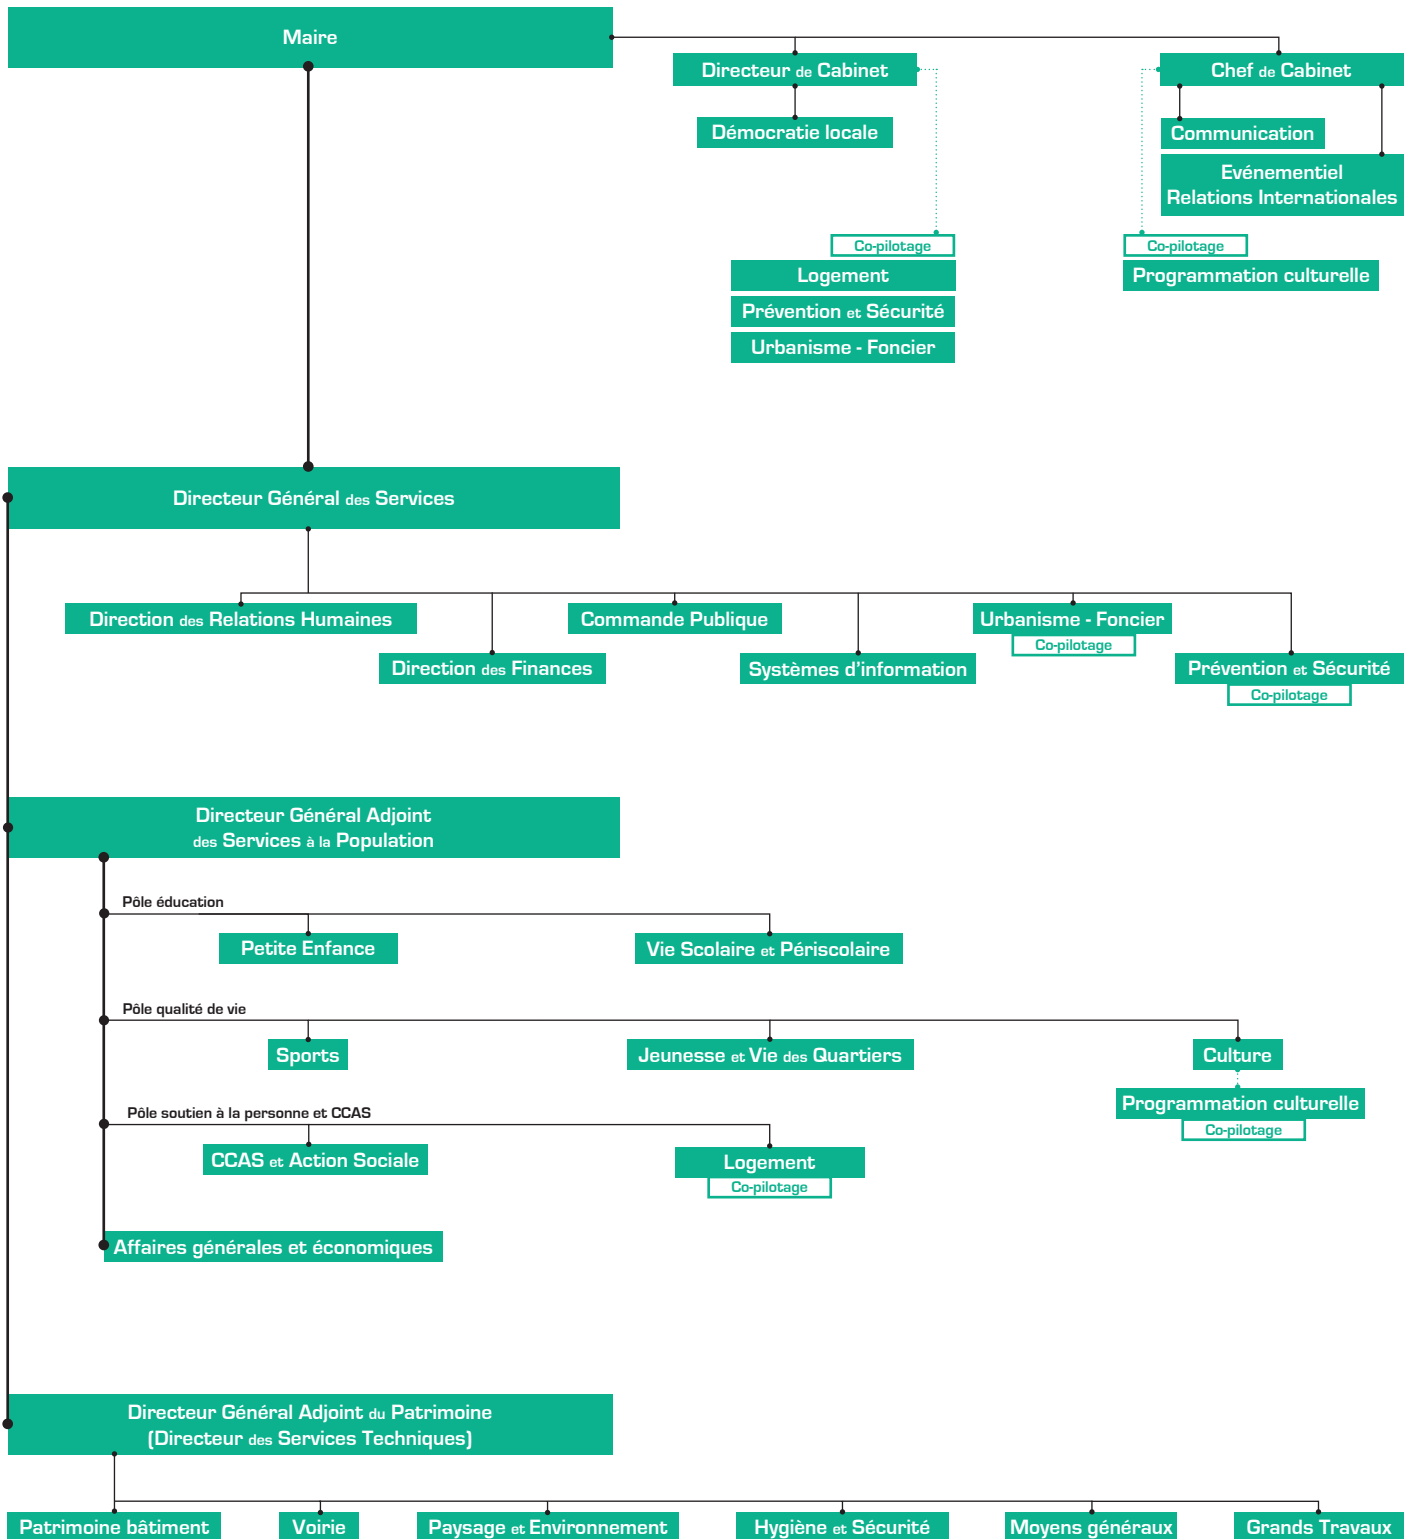 Maire
Directeur de Cabinet
Chef de Cabinet
Démocratie locale
Communication
Evénementiel
Relations Internationales
Co-pilotage
Logement
Prévention et Sécurité
Urbanisme - Foncier
Co-pilotage
Programmation culturelle
Directeur Général des Services
Direction des Relations Humaines
Commande Publique
Urbanisme - Foncier
Co-pilotage
Direction des Finances
Systèmes d'information
Prévention et Sécurité
Co-pilotage
Directeur Général Adjoint
des Services à la Population
Pôle éducation
Petite Enfance
Vie Scolaire et Périscolaire
Pôle qualité de vie
Sports
Jeunesse et Vie des Quartiers
Culture
Programmation culturelle
Co-pilotage
Pôle soutien à la personne et CCAS
CCAS et Action Sociale
Logement
Co-pilotage
Affaires générales et économiques
Directeur Général Adjoint du Patrimoine
(Directeur des Services Techniques)
Patrimoine bâtiment
Voirie
Paysage et Environnement
Hygiène et Sécurité
Moyens généraux
Grands Travaux